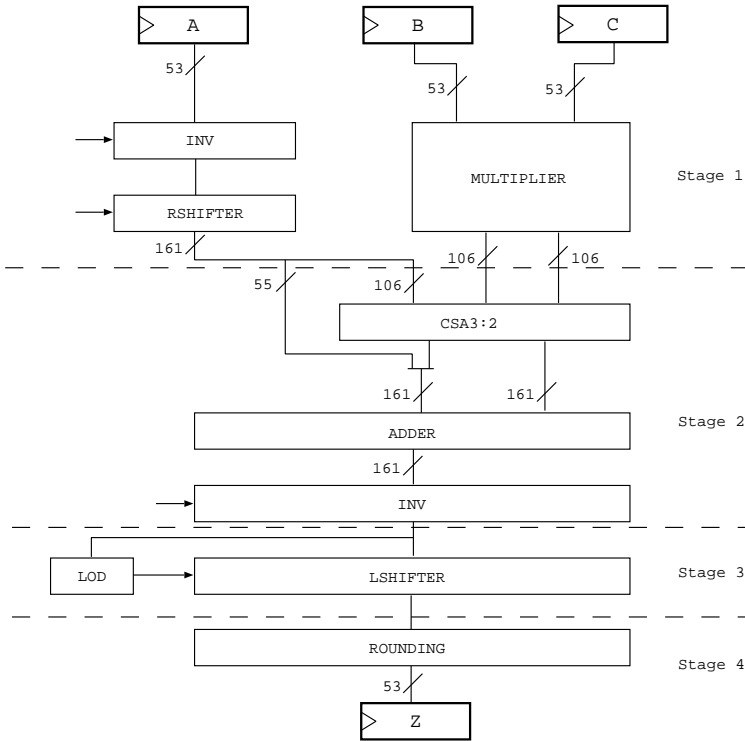 A B C
53 53 53
INV
MULTIPLIER Stage 1
RSHIFTER
161
106 106
55 106
CSA3:2
161 161
Stage 2
ADDER
161
INV
LOD LSHIFTER Stage 3
ROUNDING
Stage 4
53
Z